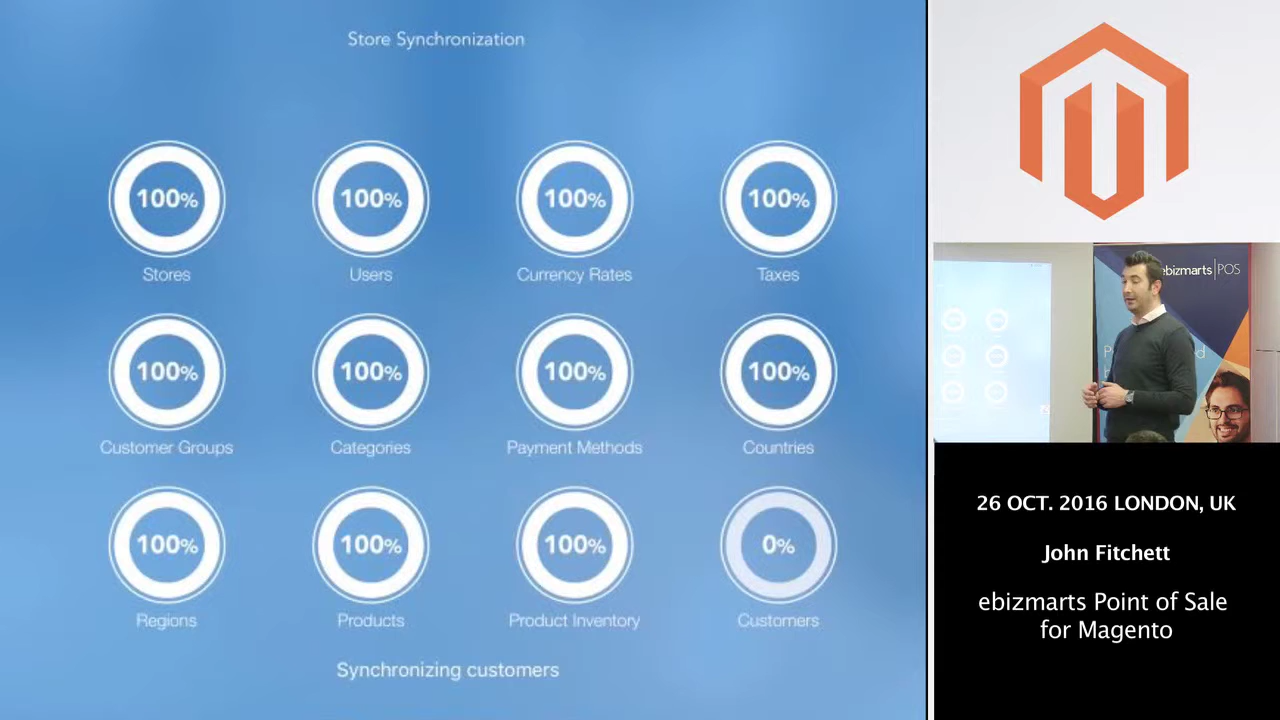 Store Synchronization
100% 100% 100% 100%
Stores Users Currency Rates Taxes
100% 100% 100% 100%
Customer Groups Categories Payment Methods Countries
100% 100% 100% 0%
Regions Products Product Inventory Customers
Synchronizing customers
ebizmarts|POS
26 OCT. 2016 LONDON, UK
John Fitchett
ebizmarts Point of Sale
for Magento